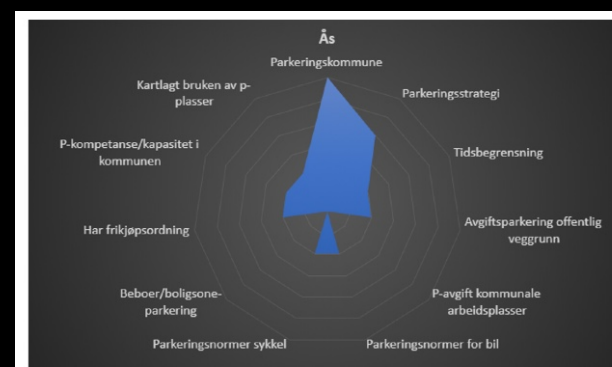 Ås
Parkeringskommune
Kartlagt bruken av p-
plasser
Parkeringsstrategi
P-kompetanse/kapasitet i
kommunen
Tidsbegrensning
Har frikjøpsordning
Avgiftsparkering offentlig
veggrunn
Beboer/boligsone-
parkering
P-avgift kommunale
arbeidsplasser
Parkeringsnormer sykkel
Parkeringsnormer for bil